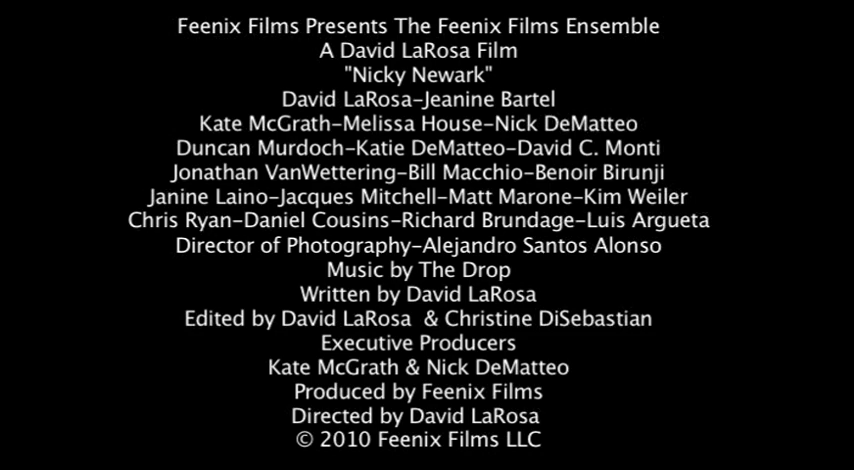 Feenix Films Presents The Feenix Films Ensemble
A David LaRosa Film
"Nicky Newark"
David LaRosa-Jeanine Bartel
Kate McGrath-Melissa House-Nick DeMatteo
Duncan Murdoch-Katie DeMatteo-David C. Monti
Jonathan VanWettering-Bill Macchio-Benoir Birunji
Janine Laino-Jacques Mitchell-Matt Marone-Kim Weiler
Chris Ryan-Daniel Cousins-Richard Brundage-Luis Argueta
Director of Photography-Alejandro Santos Alonso
Music by The Drop
Written by David LaRosa
Edited by David LaRosa & Christine DiSebastian
Executive Producers
Kate McGrath & Nick DeMatteo
Produced by Feenix Films
Directed by David LaRosa
© 2010 Feenix Films LLC